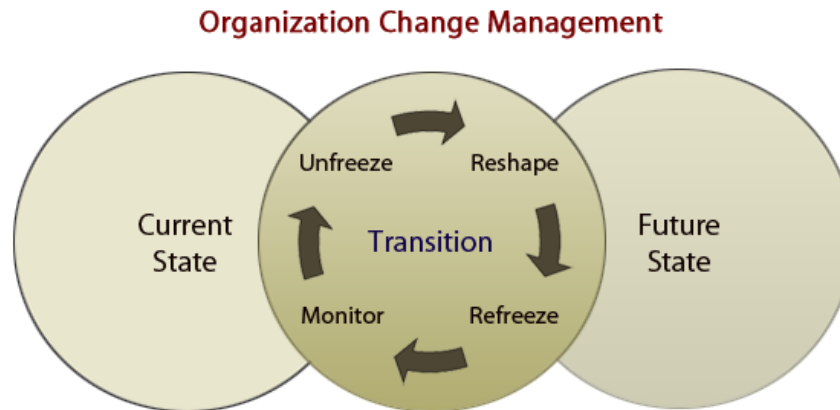 Organization Change Management
Unfreeze
Reshape
Current
State
Transition
Future
State
Monitor
Refreeze